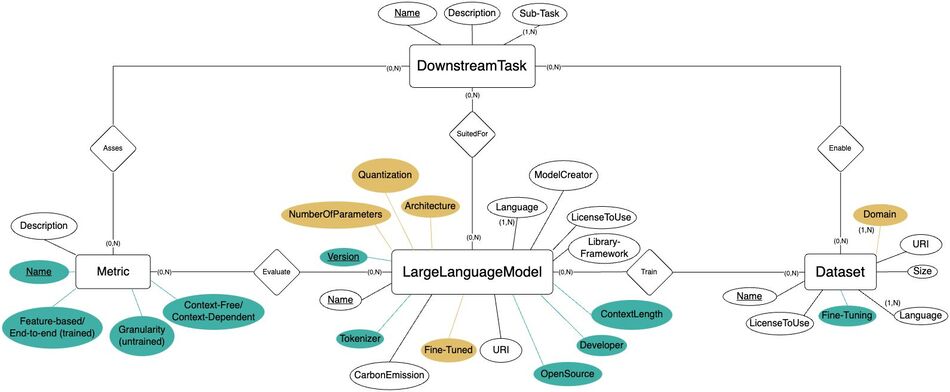 Name
Description
Sub-Task
(1,N)
DownstreamTask
(0,N)
(0,N)
(0,N)
Asses
SuitedFor
Enable
Quantization
ModelCreator
NumberOfParameters
Architecture
Language
(1,N)
LicenseToUse
Domain
(1,N)
Description
(0,N)
(0,N)
Library-
Framework
(0,N)
URI
Name
Version
Metric
(0,N)
Evaluate
(0,N)
LargeLanguageModel
(0,N)
Train
(0,N)
Dataset
Size
Name
Name
Feature-based/
End-to-end (trained)
Granularity
(untrained)
Context-Free/
Context-Dependent
Tokenizer
CarbonEmission
Fine-Tuned
URI
OpenSource
Developer
ContextLength
LicenseToUse
Fine-Tuning
(1,N)
Language